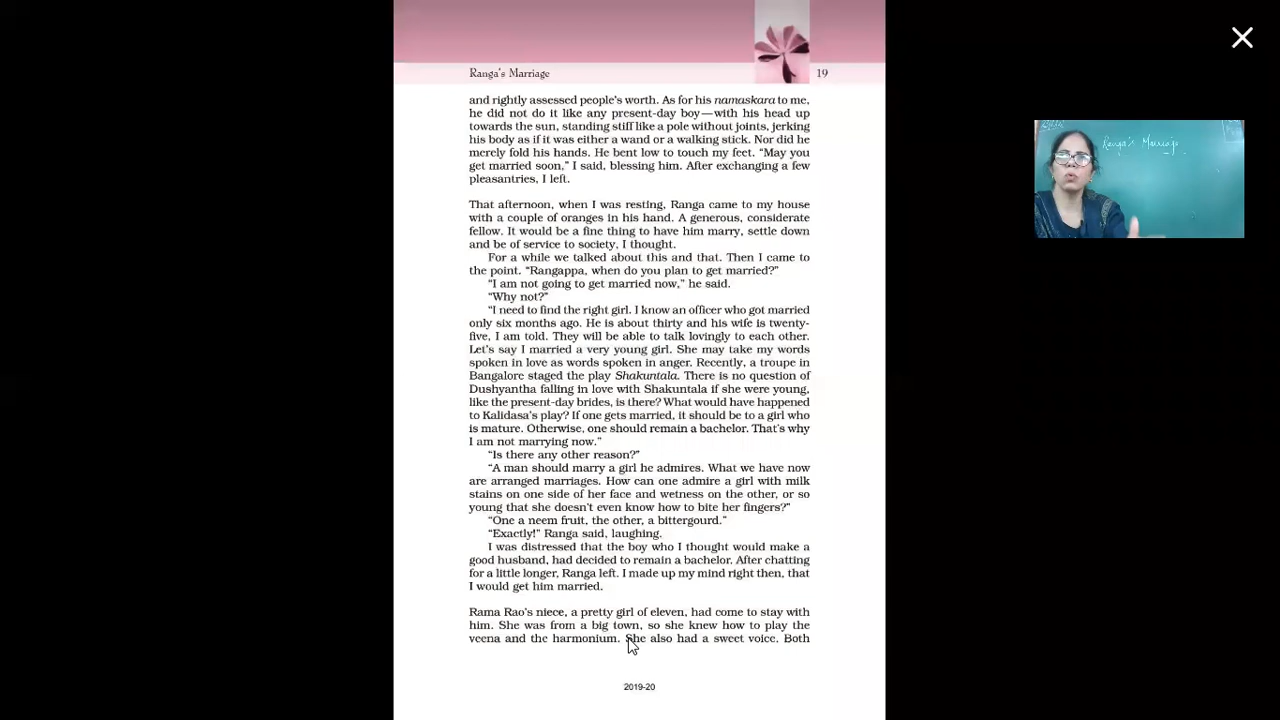 Ranga's Marriage
19
and rightly assessed people's worth. As for his namaskara to me,
he did not do it like any present-day boy—with his head up
towards the sun, standing stiff like a pole without joints, jerking
his body as if it was either a wand or a walking stick. Nor did he
merely fold his hands. He bent low to touch my feet. “May you
get married soon,” I said, blessing him. After exchanging a few
pleasantries, I left.
That afternoon, when I was resting, Ranga came to my house
with a couple of oranges in his hand. A generous, considerate
fellow. It would be a fine thing to have him marry, settle down
and be of service to society, I thought.
For a while we talked about this and that. Then I came to
the point. “Rangappa, when do you plan to get married?”
“I am not going to get married now,” he said.
“Why not?”
“I need to find the right girl. I know an officer who got married
only six months ago. He is about thirty and his wife is twenty-
five, I am told. They will be able to talk lovingly to each other.
Let's say I married a very young girl. She may take my words
spoken in love as words spoken in anger. Recently, a troupe in
Bangalore staged the play Shakuntala. There is no question of
Dushyantha falling in love with Shakuntala if she were young,
like the present-day brides, is there? What would have happened
to Kalidasa's play? If one gets married, it should be to a girl who
is mature. Otherwise, one should remain a bachelor. That's why
I am not marrying now.”
“Is there any other reason?”
“A man should marry a girl he admires. What we have now
are arranged marriages. How can one admire a girl with milk
stains on one side of her face and wetness on the other, or so
young that she doesn't even know how to bite her fingers?”
“One a neem fruit, the other, a bittergourd.”
“Exactly!” Ranga said, laughing.
I was distressed that the boy who I thought would make a
good husband, had decided to remain a bachelor. After chatting
for a little longer, Ranga left. I made up my mind right then, that
I would get him married.
Rama Rao's niece, a pretty girl of eleven, had come to stay with
him. She was from a big town, so she knew how to play the
veena and the harmonium. She also had a sweet voice. Both
2019-20
Ranga's Marriage